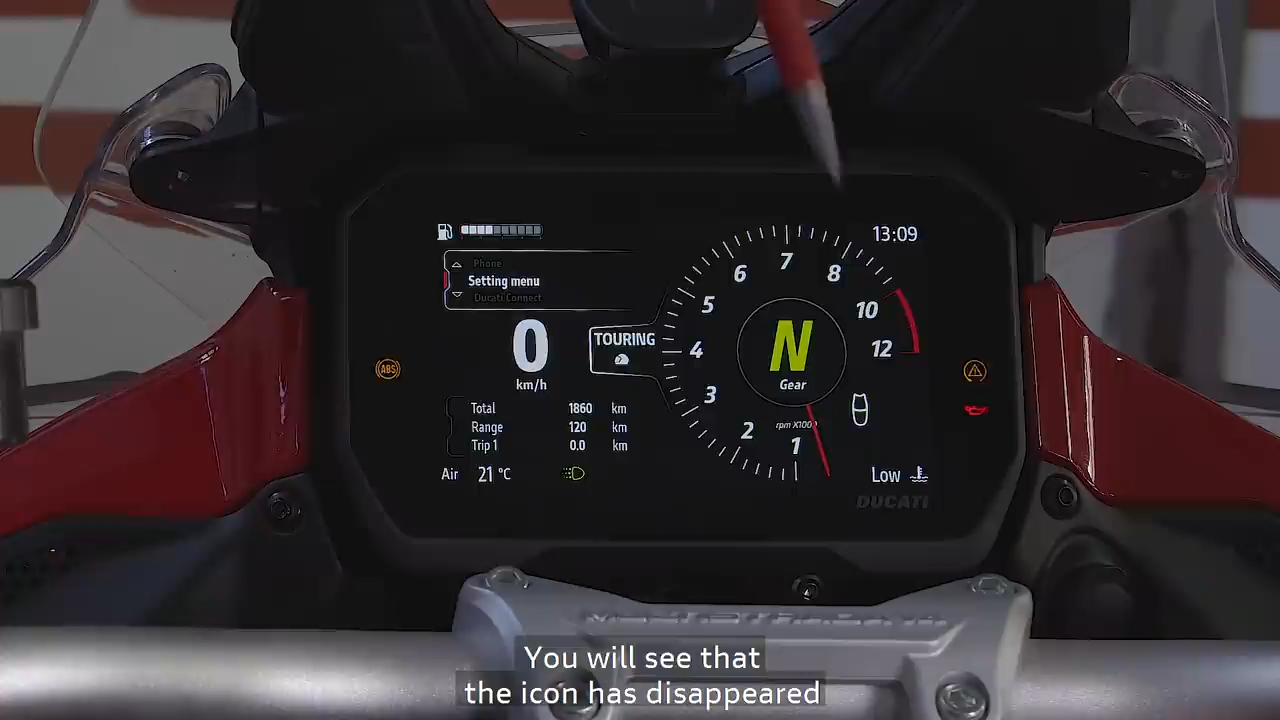 13:09
Phone
Setting menu
Ducati Connect
0
km/h
TOURING
1
2
3
4
5
6
7
8
10
12
N
Gear
rpm X1000
ABS
Total 1860 km
Range 120 km
Trip 1 0.0 km
Air 21 °C
Low
DUCATI
You will see that
the icon has disappeared